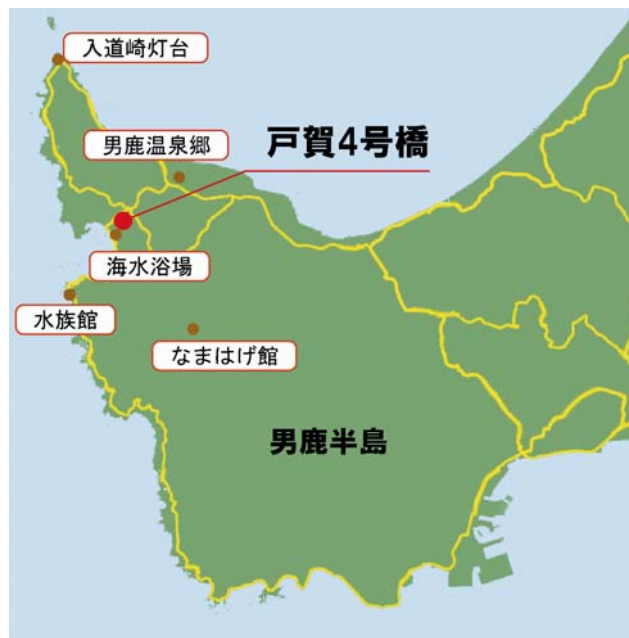 入道崎灯台
戸賀4号橋
男鹿温泉郷
海水浴場
水族館
なまはげ館
男鹿半島